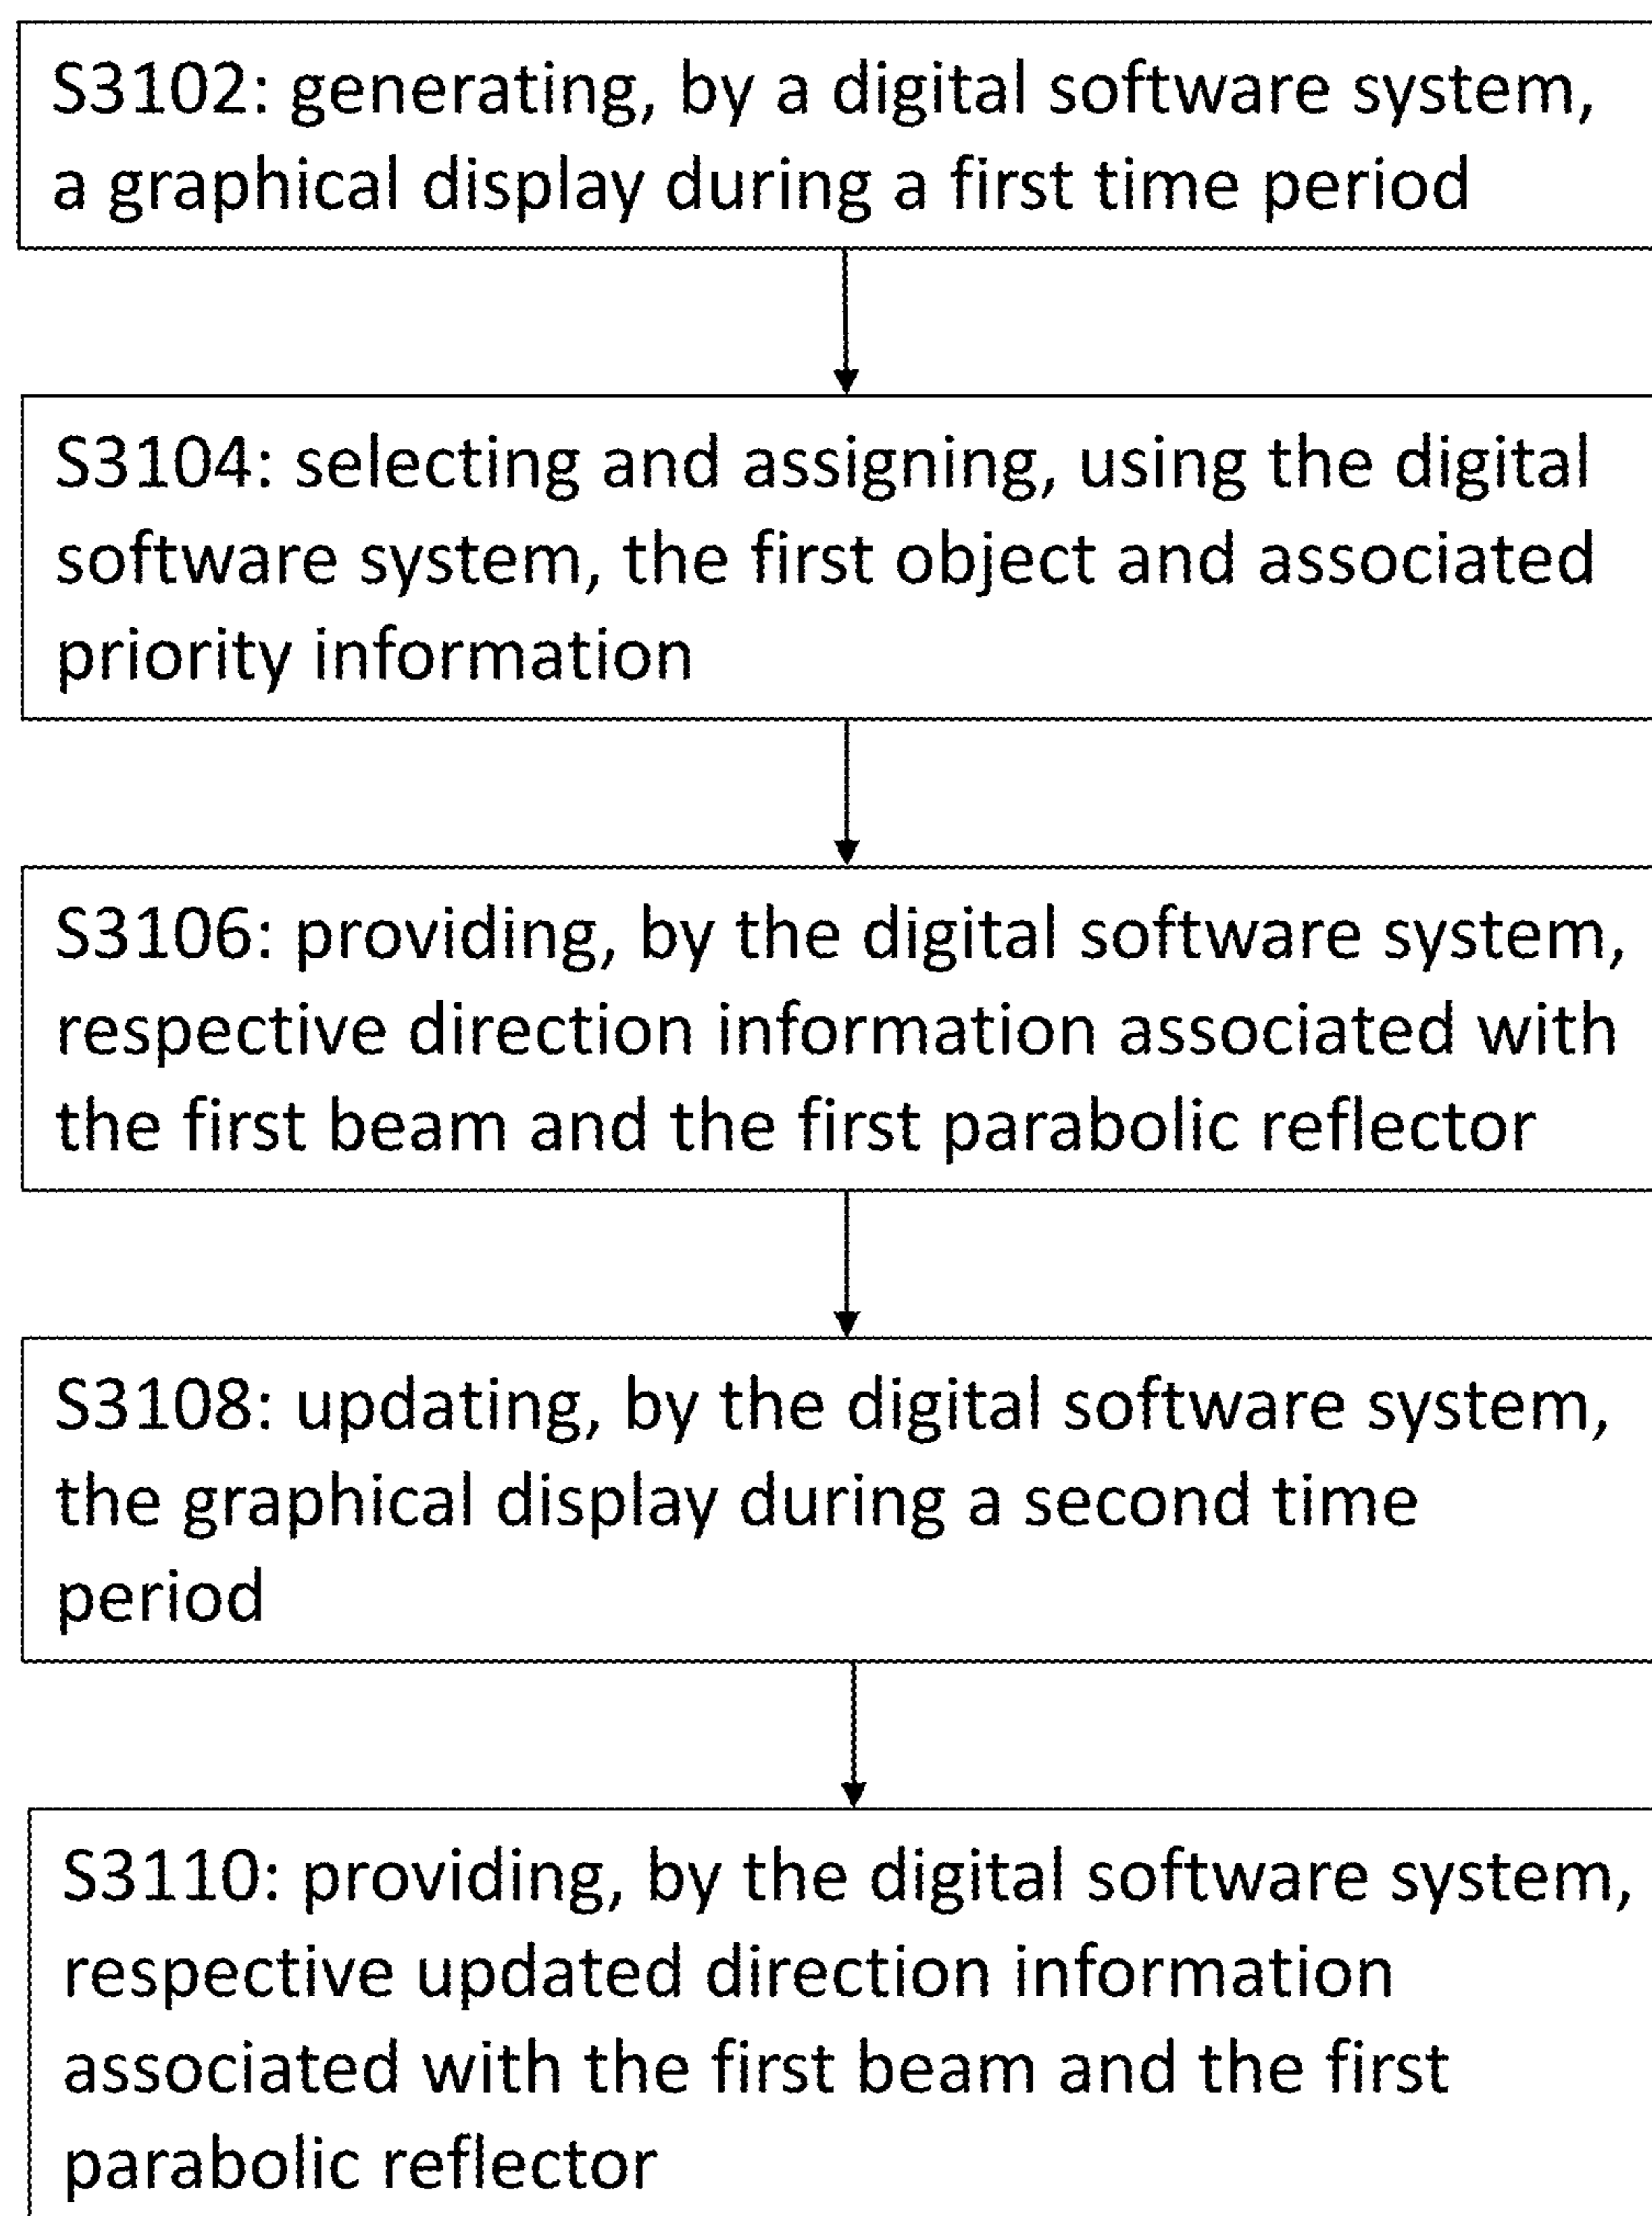 S3102: generating, by a digital software system,
a graphical display during a first time period
S3104: selecting and assigning, using the digital
software system, the first object and associated
priority information
S3106: providing, by the digital software system,
respective direction information associated with
the first beam and the first parabolic reflector
S3108: updating, by the digital software system,
the graphical display during a second time
period
S3110: providing, by the digital software system,
respective updated direction information
associated with the first beam and the first
parabolic reflector